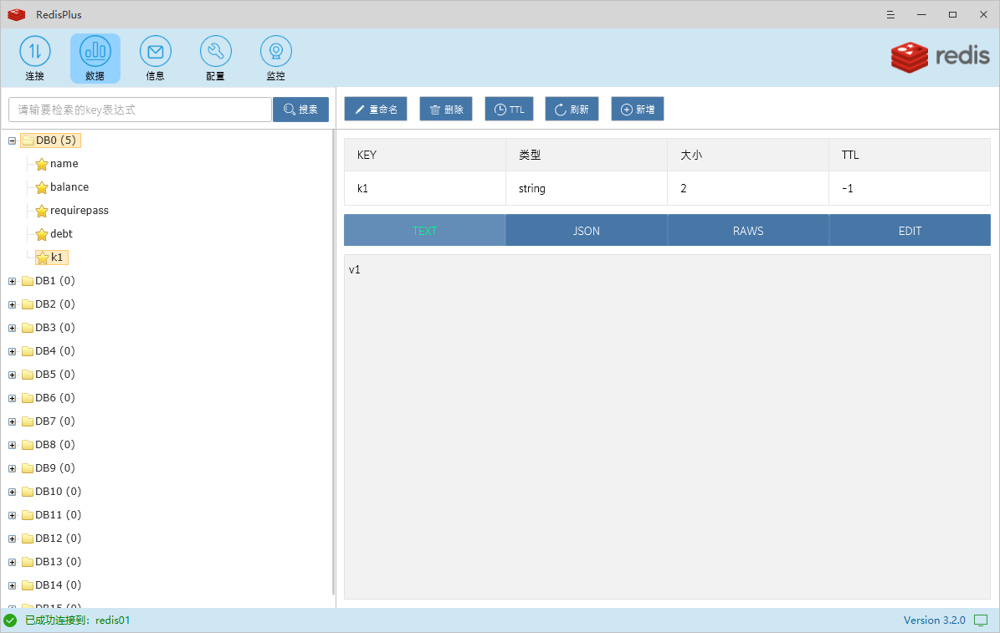 RedisPlus
连接 数据 信息 配置 监控
redis
请输要检索的key表达式 搜索
重命名 删除 TTL 刷新 新增
DB0 (5)
name
balance
requirepass
debt
k1
DB1 (0)
DB2 (0)
DB3 (0)
DB4 (0)
DB5 (0)
DB6 (0)
DB7 (0)
DB8 (0)
DB9 (0)
DB10 (0)
DB11 (0)
DB12 (0)
DB13 (0)
DB14 (0)
DB15 (0)
KEY 类型 大小 TTL
k1 string 2 -1
TEXT JSON RAWS EDIT
v1
已成功连接到：redis01
Version 3.2.0